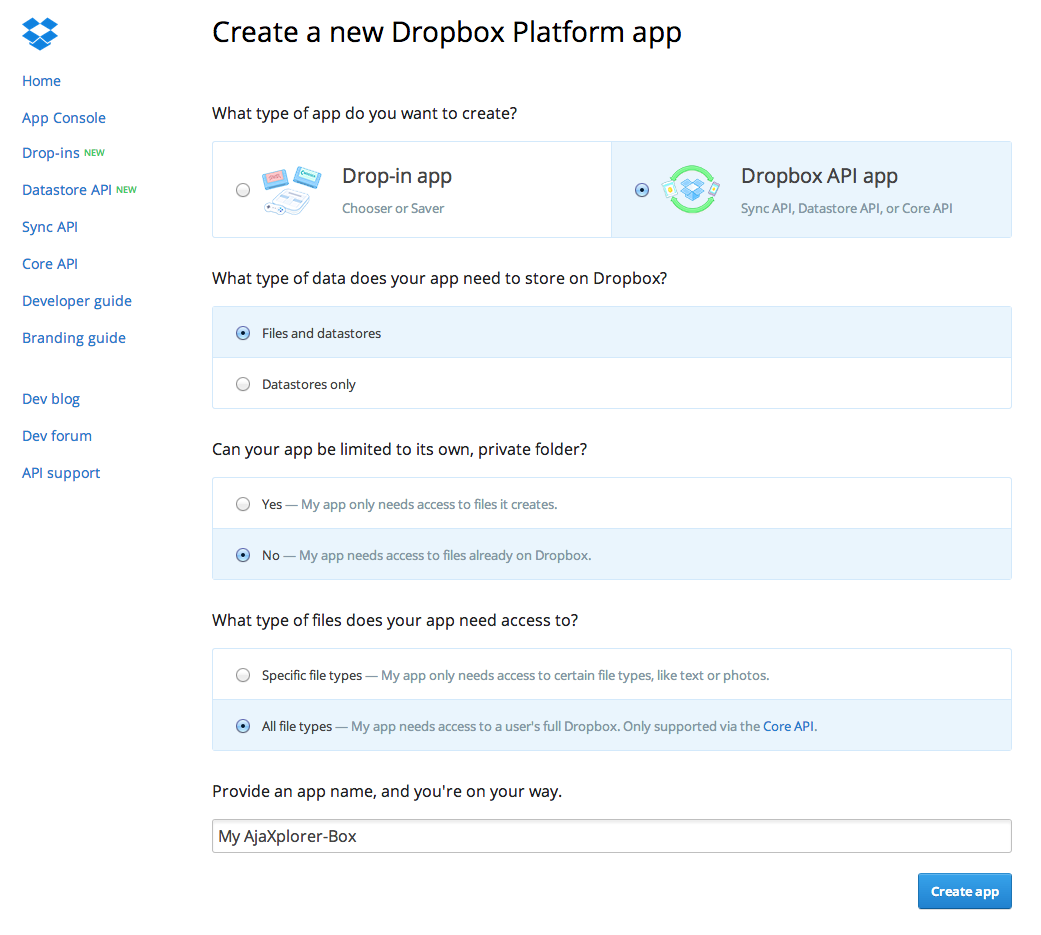 Create a new Dropbox Platform app
Home
App Console
Drop-ins NEW
Datastore API NEW
Sync API
Core API
Developer guide
Branding guide
Dev blog
Dev forum
API support
What type of app do you want to create?
Drop-in app
Chooser or Saver
Dropbox API app
Sync API, Datastore API, or Core API
What type of data does your app need to store on Dropbox?
Files and datastores
Datastores only
Can your app be limited to its own, private folder?
Yes — My app only needs access to files it creates.
No — My app needs access to files already on Dropbox.
What type of files does your app need access to?
Specific file types — My app only needs access to certain file types, like text or photos.
All file types — My app needs access to a user's full Dropbox. Only supported via the Core API.
Provide an app name, and you're on your way.
My AjaXplorer-Box
Create app